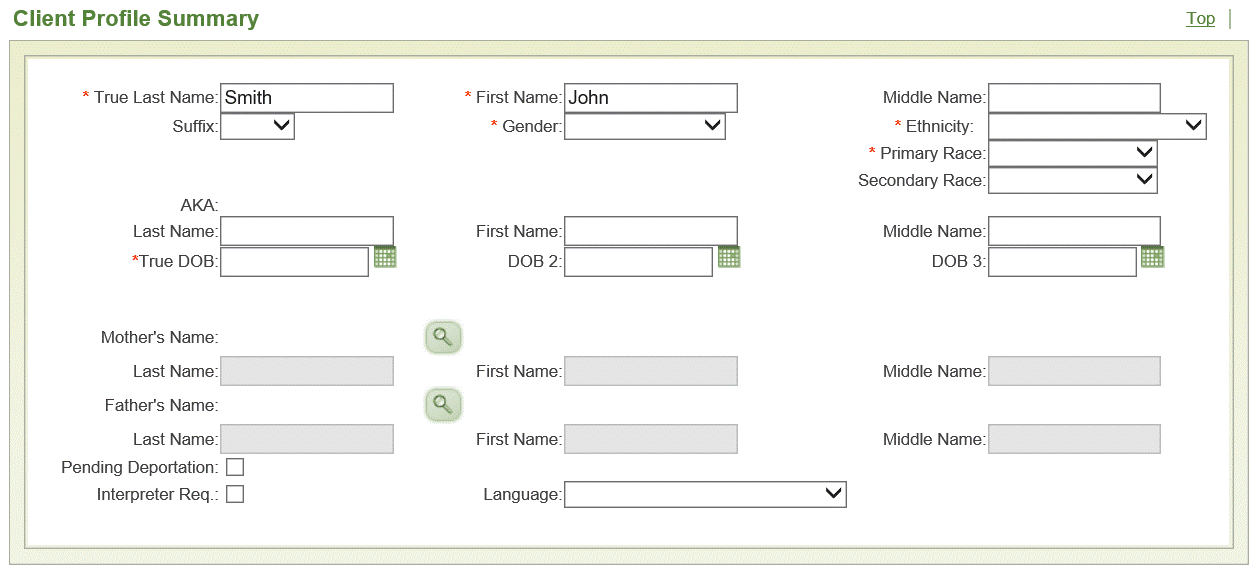 Client Profile Summary Top |
* True Last Name: Smith * First Name: John Middle Name:
Suffix: * Gender: * Ethnicity:
* Primary Race:
Secondary Race:
AKA:
Last Name: First Name: Middle Name:
*True DOB: DOB 2: DOB 3:
Mother's Name:
Last Name: First Name: Middle Name:
Father's Name:
Last Name: First Name: Middle Name:
Pending Deportation:
Interpreter Req.: Language: